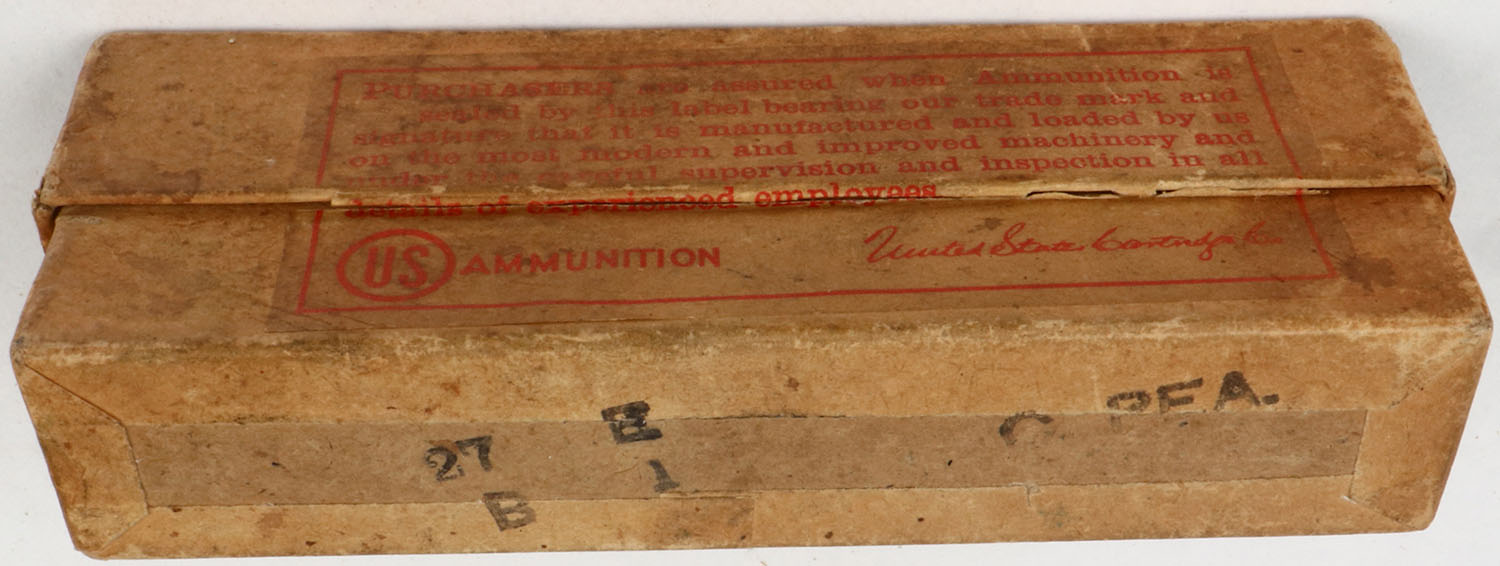 PURCHASERS are assured when Ammunition is
sealed by this label bearing our trade mark and
signature that it is manufactured and loaded by us
on the most modern and improved machinery and
under the careful supervision and inspection in all
details of experienced employees
US AMMUNITION
United States Cartridge Co.
27
B 1